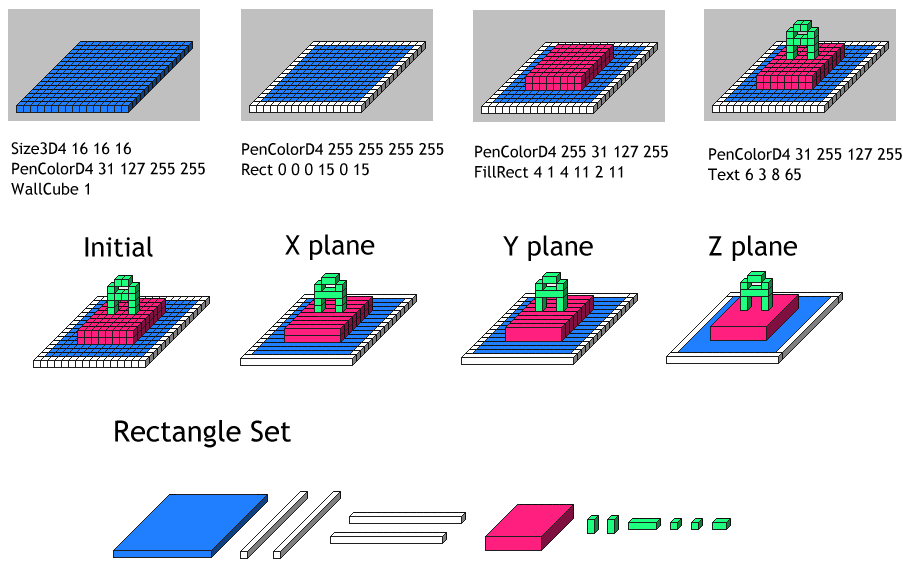 Size3D4 16 16 16
PenColorD4 31 127 255 255
WallCube 1
PenColorD4 255 255 255 255
Rect 0 0 0 15 0 15
PenColorD4 255 31 127 255
FillRect 4 1 4 11 2 11
PenColorD4 31 255 127 255
Text 6 3 8 65
Initial
X plane
Y plane
Z plane
Rectangle Set